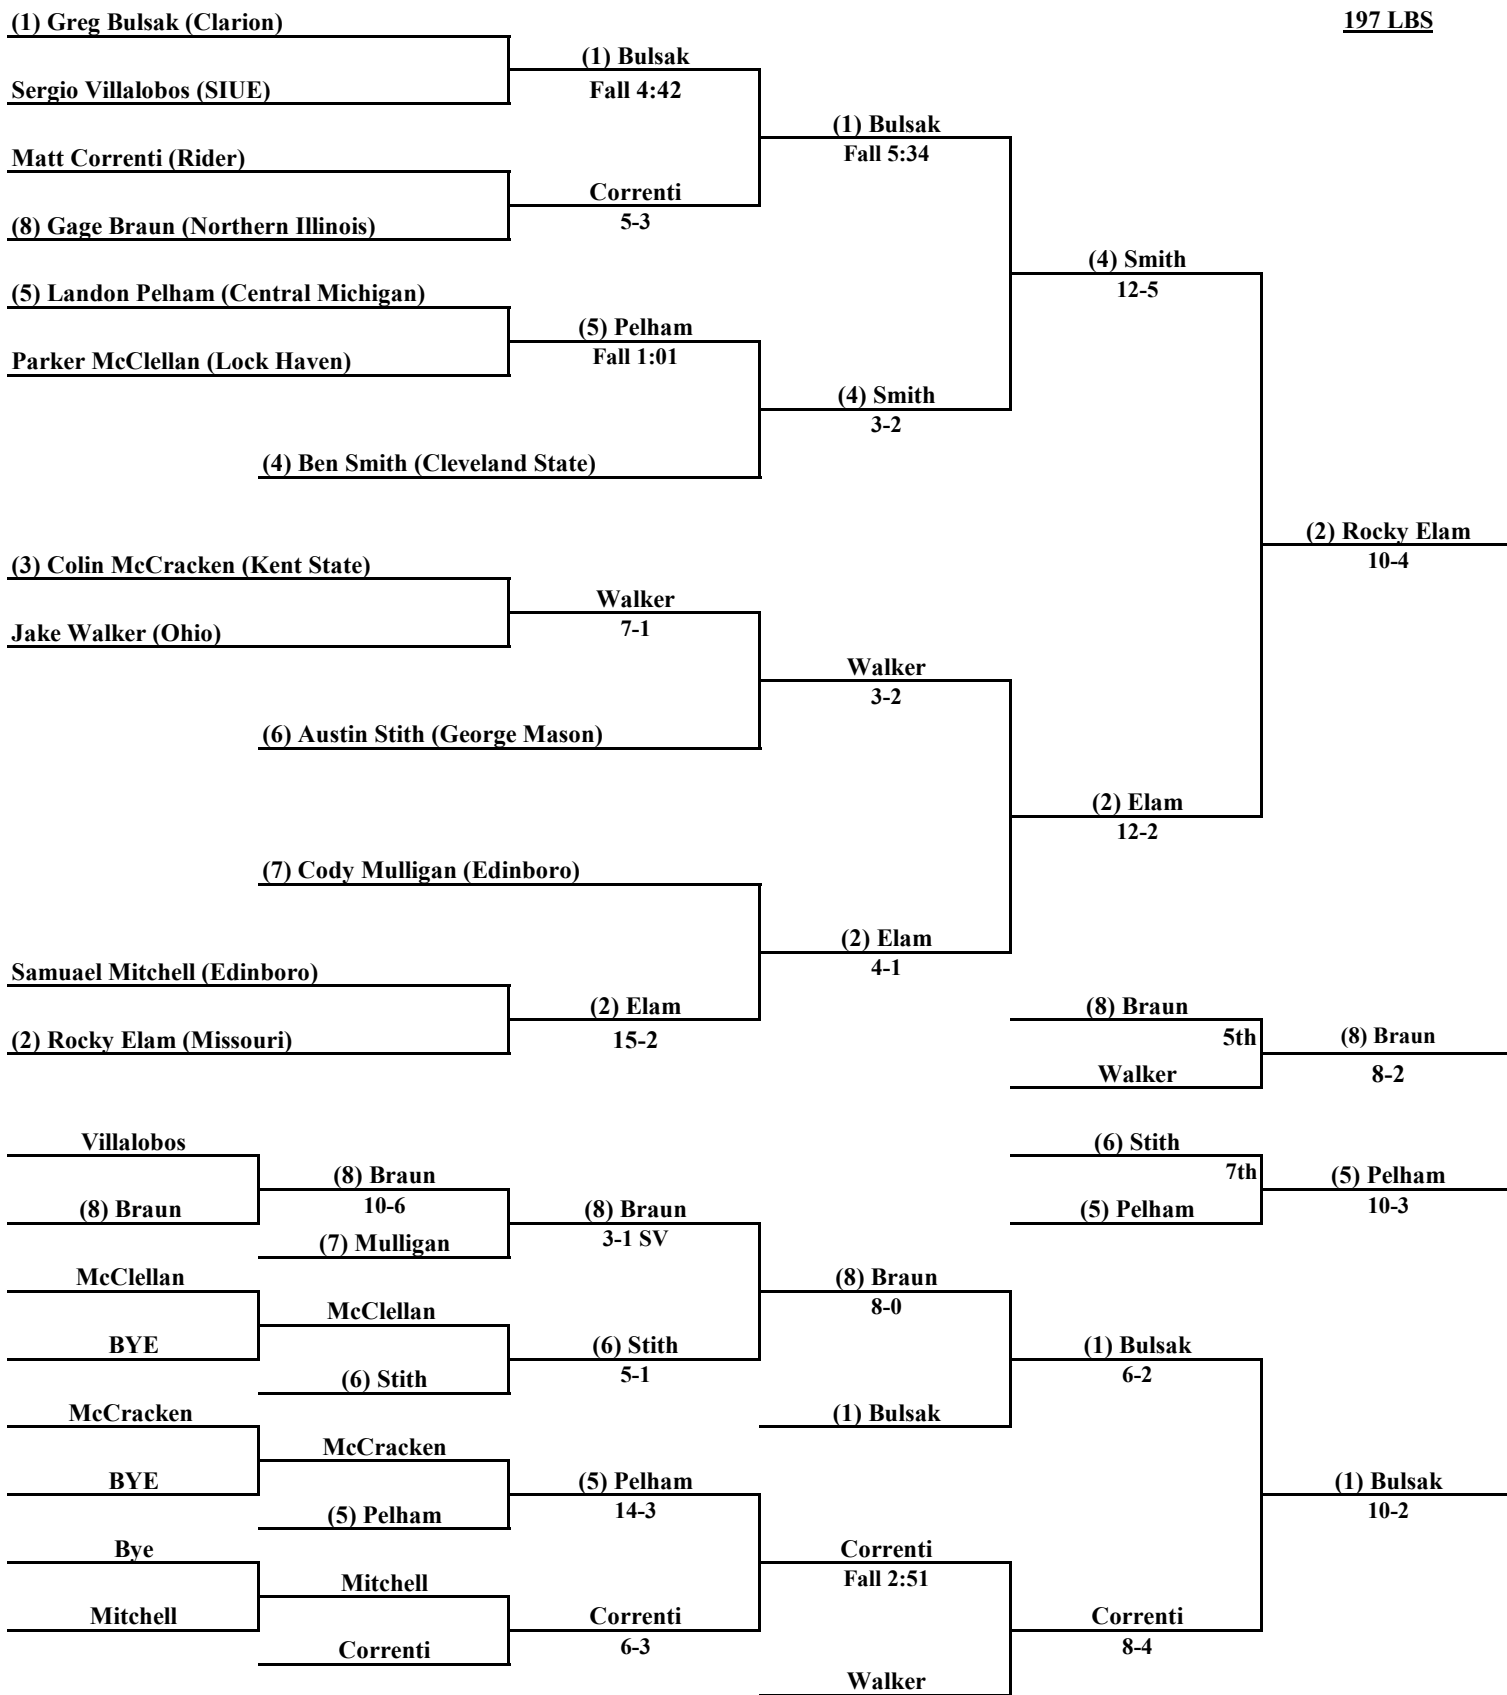 (1) Greg Bulsak (Clarion)
197 LBS
(1) Bulsak
Sergio Villalobos (SIUE)
Fall 4:42
(1) Bulsak
Matt Correnti (Rider)
Fall 5:34
Correnti
(8) Gage Braun (Northern Illinois)
5-3
(4) Smith
(5) Landon Pelham (Central Michigan)
12-5
(5) Pelham
Parker McClellan (Lock Haven)
Fall 1:01
(4) Smith
3-2
(4) Ben Smith (Cleveland State)
(2) Rocky Elam
(3) Colin McCracken (Kent State)
10-4
Walker
Jake Walker (Ohio)
7-1
Walker
3-2
(6) Austin Stith (George Mason)
(2) Elam
12-2
(7) Cody Mulligan (Edinboro)
(2) Elam
Samuael Mitchell (Edinboro)
4-1
(2) Elam
(8) Braun
(2) Rocky Elam (Missouri)
15-2
5th
(8) Braun
Walker
8-2
Villalobos
(6) Stith
(8) Braun
7th
(5) Pelham
(8) Braun
10-6
(8) Braun
(5) Pelham
10-3
(7) Mulligan
3-1 SV
McClellan
(8) Braun
McClellan
8-0
BYE
(6) Stith
(1) Bulsak
(6) Stith
5-1
6-2
McCracken
(1) Bulsak
McCracken
BYE
(5) Pelham
(1) Bulsak
(5) Pelham
14-3
10-2
Bye
Correnti
Mitchell
Fall 2:51
Mitchell
Correnti
Correnti
Correnti
6-3
8-4
Walker